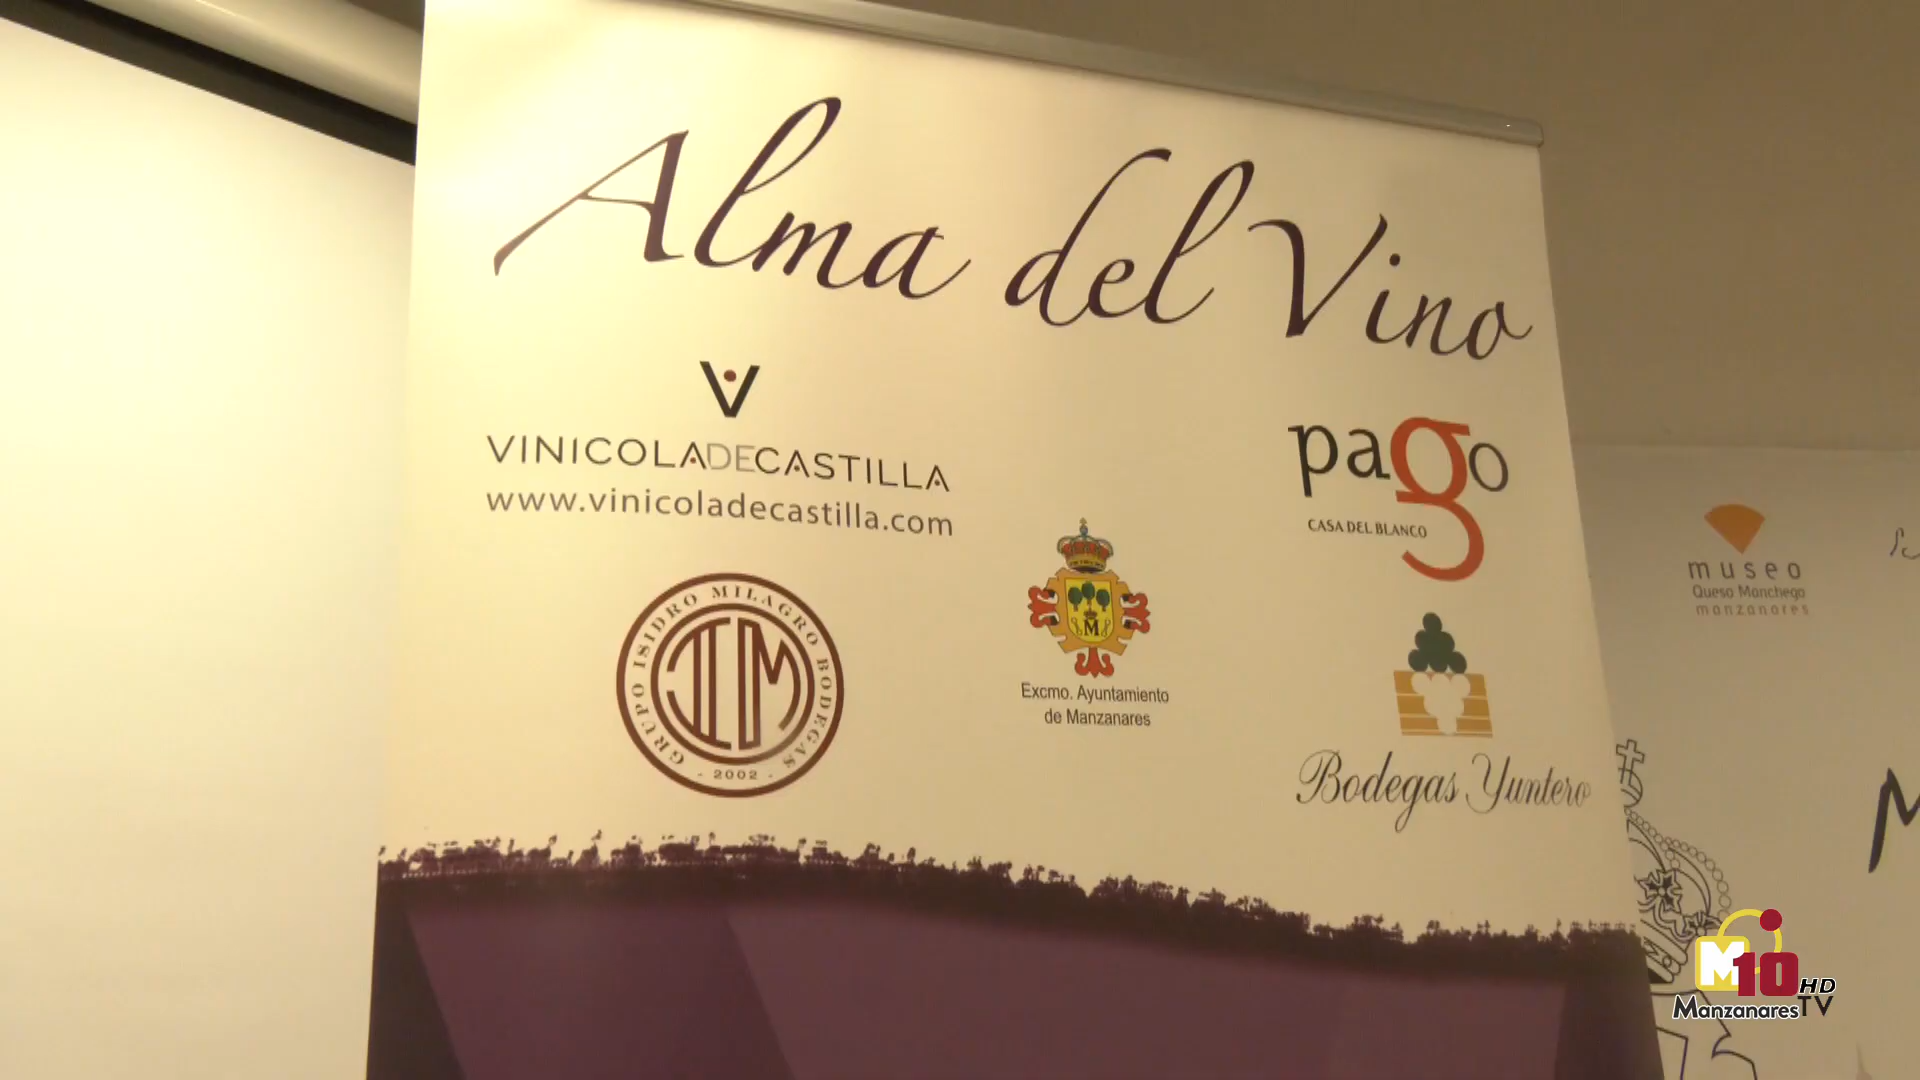 Alma del Vino
VINICOLADECASTILLA
www.vinicoladecastilla.com
pago
CASA DEL BLANCO
GRUPO ISIDRO MILAGRO BODEGAS
- 2002 -
M
Excmo. Ayuntamiento
de Manzanares
Bodegas Yuntero
museo
Queso Manchego
manzanares
M10 HD
Manzanares TV